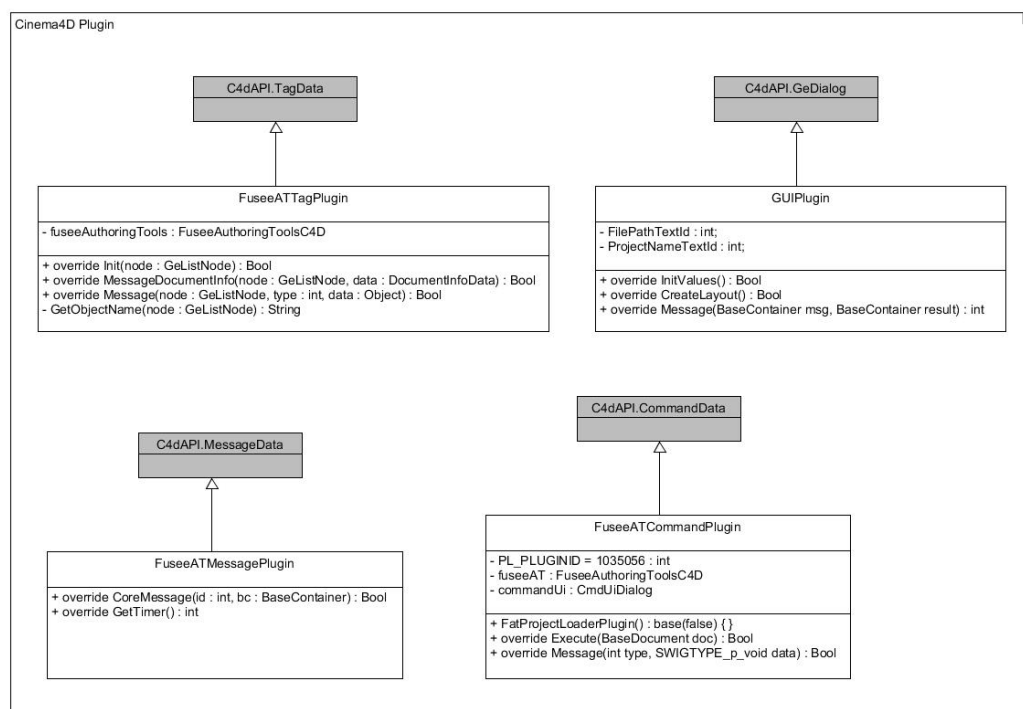 Cinema4D Plugin
C4dAPI.TagData
FuseeATTagPlugin
- fuseeAuthoringTools : FuseeAuthoringToolsC4D
+ override Init(node : GeListNode) : Bool
+ override MessageDocumentInfo(node : GeListNode, data : DocumentInfoData) : Bool
+ override Message(node : GeListNode, type : int, data : Object) : Bool
- GetObjectName(node : GeListNode) : String
C4dAPI.GeDialog
GUIPlugin
- FilePathTextId : int;
- ProjectNameTextId : int;
+ override InitValues() : Bool
+ override CreateLayout() : Bool
+ override Message(BaseContainer msg, BaseContainer result) : int
C4dAPI.MessageData
FuseeATMessagePlugin
+ override CoreMessage(id : int, bc : BaseContainer) : Bool
+ override GetTimer() : int
C4dAPI.CommandData
FuseeATCommandPlugin
- PL_PLUGINID = 1035056 : int
- fuseeAT : FuseeAuthoringToolsC4D
- commandUi : CmdUiDialog
+ FatProjectLoaderPlugin() : base(false) { }
+ override Execute(BaseDocument doc) : Bool
+ override Message(int type, SWIGTYPE_p_void data) : Bool